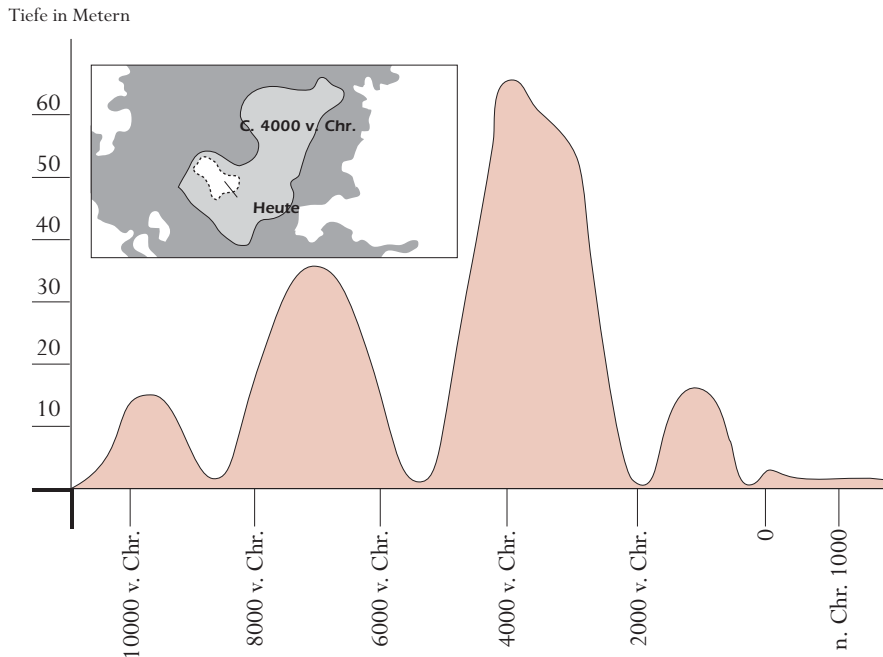 Tiefe in Metern
C. 4000 v. Chr.
Heute
60
50
40
30
20
10
10000 v. Chr.
8000 v. Chr.
6000 v. Chr.
4000 v. Chr.
2000 v. Chr.
0
n. Chr. 1000